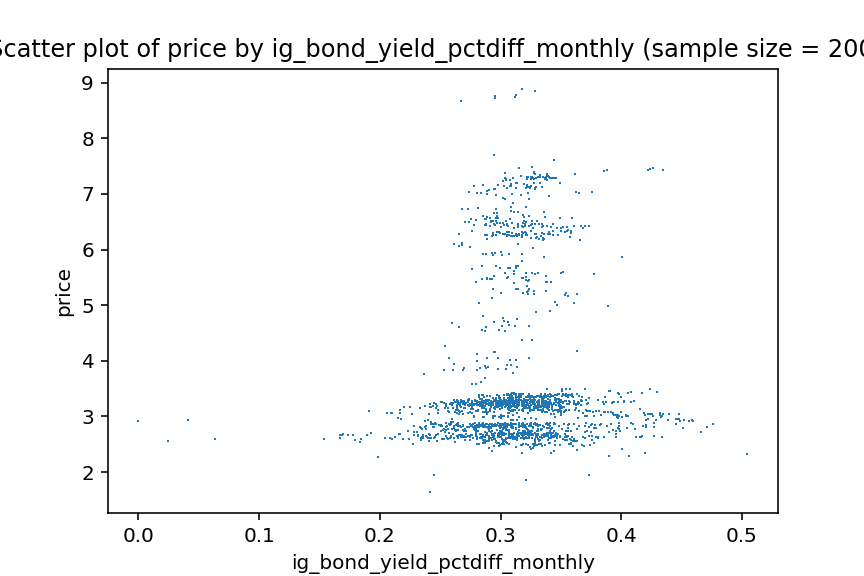 Scatter plot of price by ig_bond_yield_pctdiff_monthly (sample size = 200
9
8
7
6
5
4
3
2
price
0.0 0.1 0.2 0.3 0.4 0.5
ig_bond_yield_pctdiff_monthly